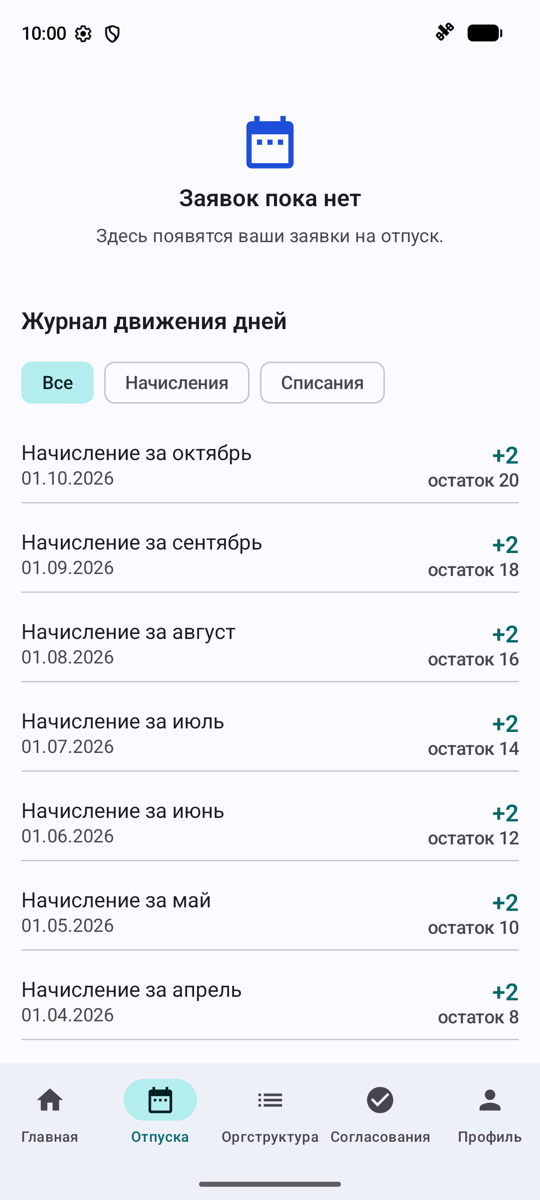 10:00
Заявок пока нет
Здесь появятся ваши заявки на отпуск.
Журнал движения дней
Все
Начисления
Списания
Начисление за октябрь
+2
01.10.2026
остаток 20
Начисление за сентябрь
+2
01.09.2026
остаток 18
Начисление за август
+2
01.08.2026
остаток 16
Начисление за июль
+2
01.07.2026
остаток 14
Начисление за июнь
+2
01.06.2026
остаток 12
Начисление за май
+2
01.05.2026
остаток 10
Начисление за апрель
+2
01.04.2026
остаток 8
Главная
Отпуска
Оргструктура
Согласования
Профиль